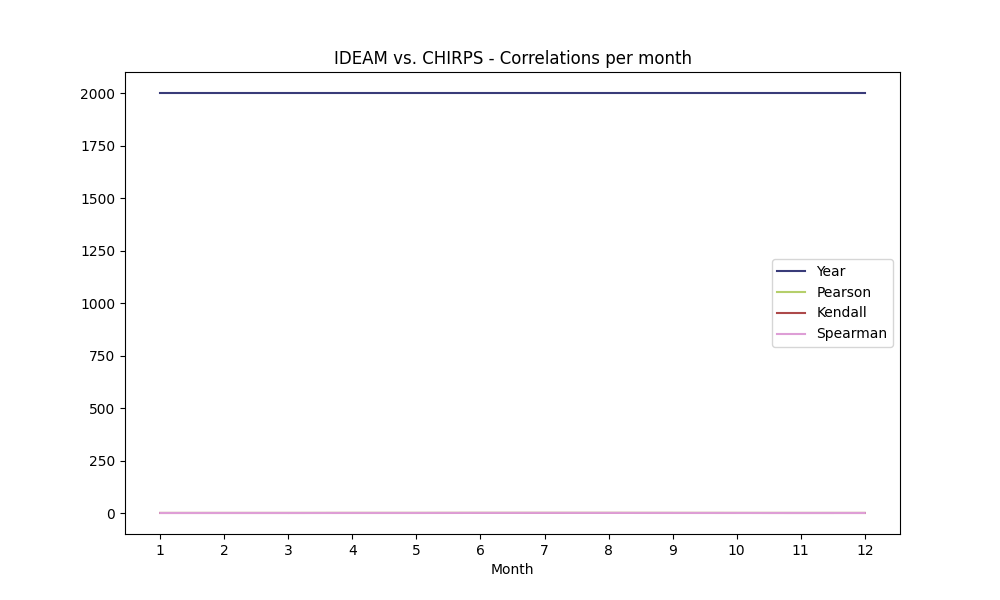 IDEAM vs. CHIRPS - Correlations per month
2000
1750
1500
1250
1000
750
500
250
0
Year
Pearson
Kendall
Spearman
1 2 3 4 5 6 7 8 9 10 11 12
Month